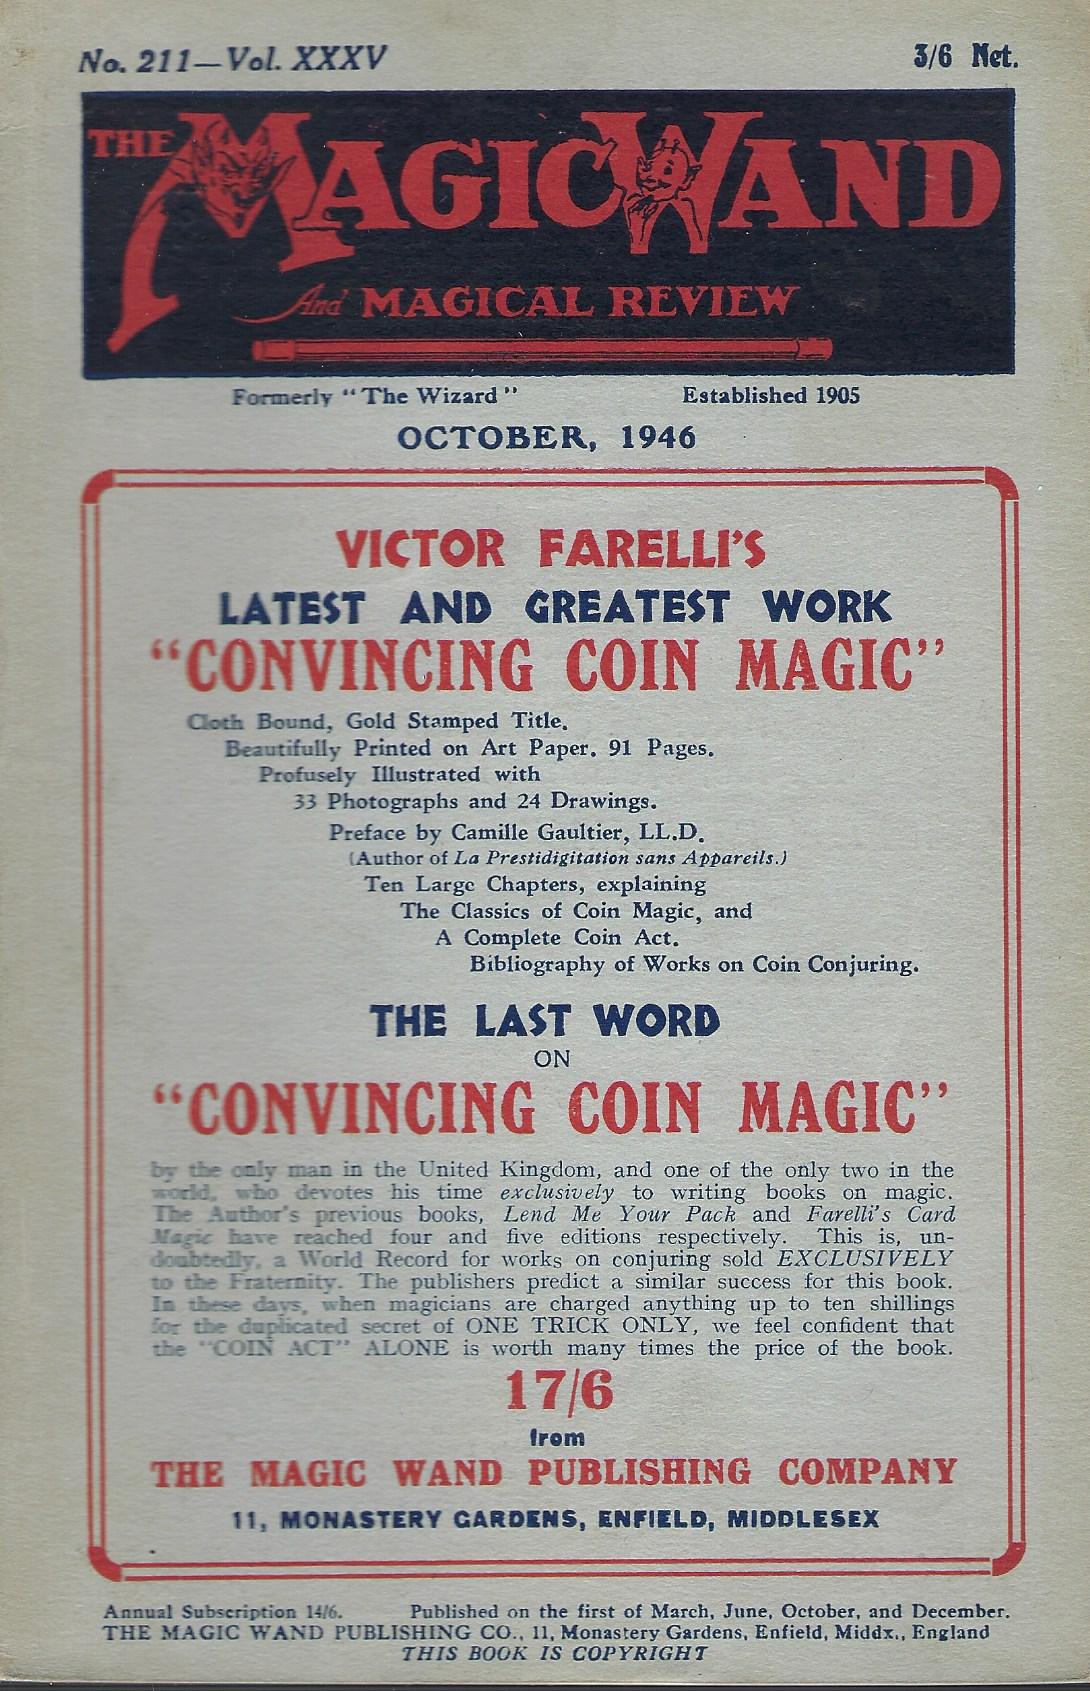 No. 211—Vol. XXXV
3/6 Net.
THE MAGIC WAND
And MAGICAL REVIEW
Formerly "The Wizard"
Established 1905
OCTOBER, 1946
VICTOR FARELLI'S
LATEST AND GREATEST WORK
"CONVINCING COIN MAGIC"
Cloth Bound, Gold Stamped Title.
Beautifully Printed on Art Paper. 91 Pages.
Profusely Illustrated with
33 Photographs and 24 Drawings.
Preface by Camille Gaultier, LL.D.
(Author of La Prestidigitation sans Appareils.)
Ten Large Chapters, explaining
The Classics of Coin Magic, and
A Complete Coin Act.
Bibliography of Works on Coin Conjuring.
THE LAST WORD
ON
"CONVINCING COIN MAGIC"
by the only man in the United Kingdom, and one of the only two in the
world, who devotes his time exclusively to writing books on magic.
The Author's previous books, Lend Me Your Pack and Farelli's Card
Magic have reached four and five editions respectively. This is, un-
doubtedly, a World Record for works on conjuring sold EXCLUSIVELY
to the Fraternity. The publishers predict a similar success for this book.
In these days, when magicians are charged anything up to ten shillings
for the duplicated secret of ONE TRICK ONLY, we feel confident that
the "COIN ACT" ALONE is worth many times the price of the book.
17/6
from
THE MAGIC WAND PUBLISHING COMPANY
11, MONASTERY GARDENS, ENFIELD, MIDDLESEX
Annual Subscription 14/6. Published on the first of March, June, October, and December.
THE MAGIC WAND PUBLISHING CO., 11, Monastery Gardens, Enfield, Middx., England
THIS BOOK IS COPYRIGHT